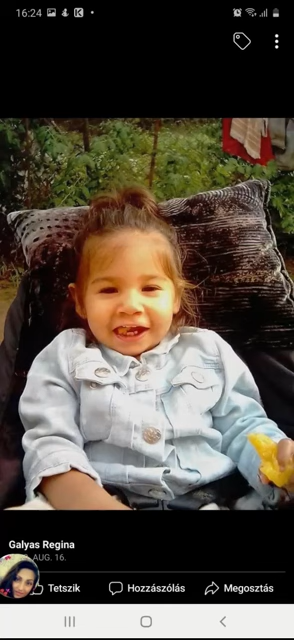 16:24
Galyas Regina
AUG. 16.
Tetszik
Hozzászólás
Megosztás